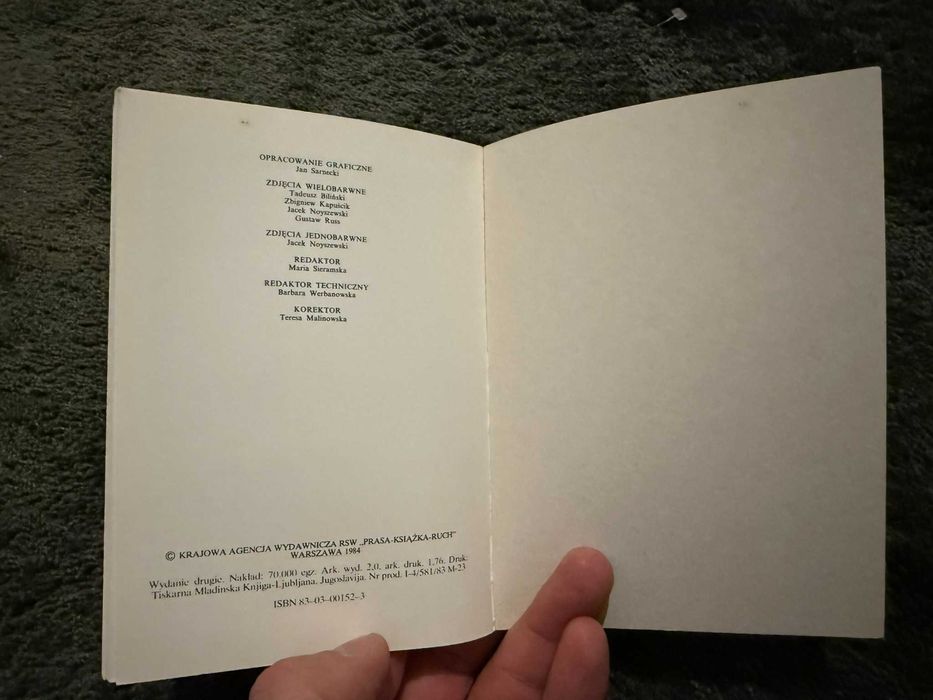 OPRACOWANIE GRAFICZNE
Jan Sarnecki
ZDJĘCIA WIELOBARWNE
Tadeusz Biliński
Zbigniew Kapuścik
Jacek Noyszewski
Gustaw Russ
ZDJĘCIA JEDNOBARWNE
Jacek Noyszewski
REDAKTOR
Maria Sieramska
REDAKTOR TECHNICZNY
Barbara Werbanowska
KOREKTOR
Teresa Malinowska
© KRAJOWA AGENCJA WYDAWNICZA RSW „PRASA-KSIĄŻKA-RUCH"
WARSZAWA 1984
Wydanie drugie. Nakład: 70.000 egz. Ark. wyd. 2,0, ark. druk. 1,76. Druk:
Tiskarna Mladinska Knjiga-Ljubljana, Jugoslavija. Nr prod. I-4/581/83 M-23
ISBN 83-03-00152-3